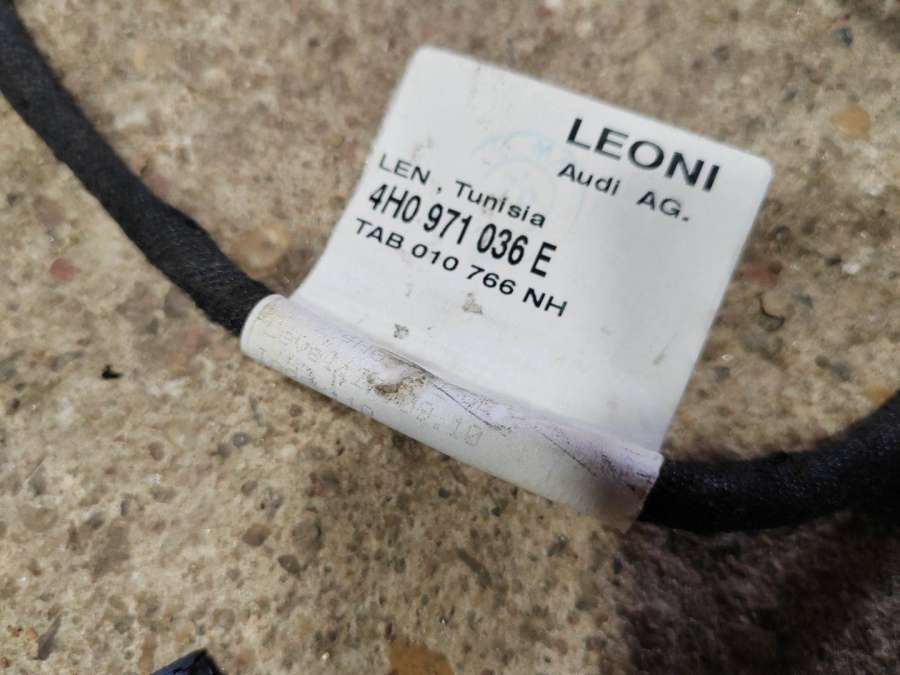 LEONI
Audi AG.
LEN , Tunisia
4H0 971 036 E
TAB 010 766 NH